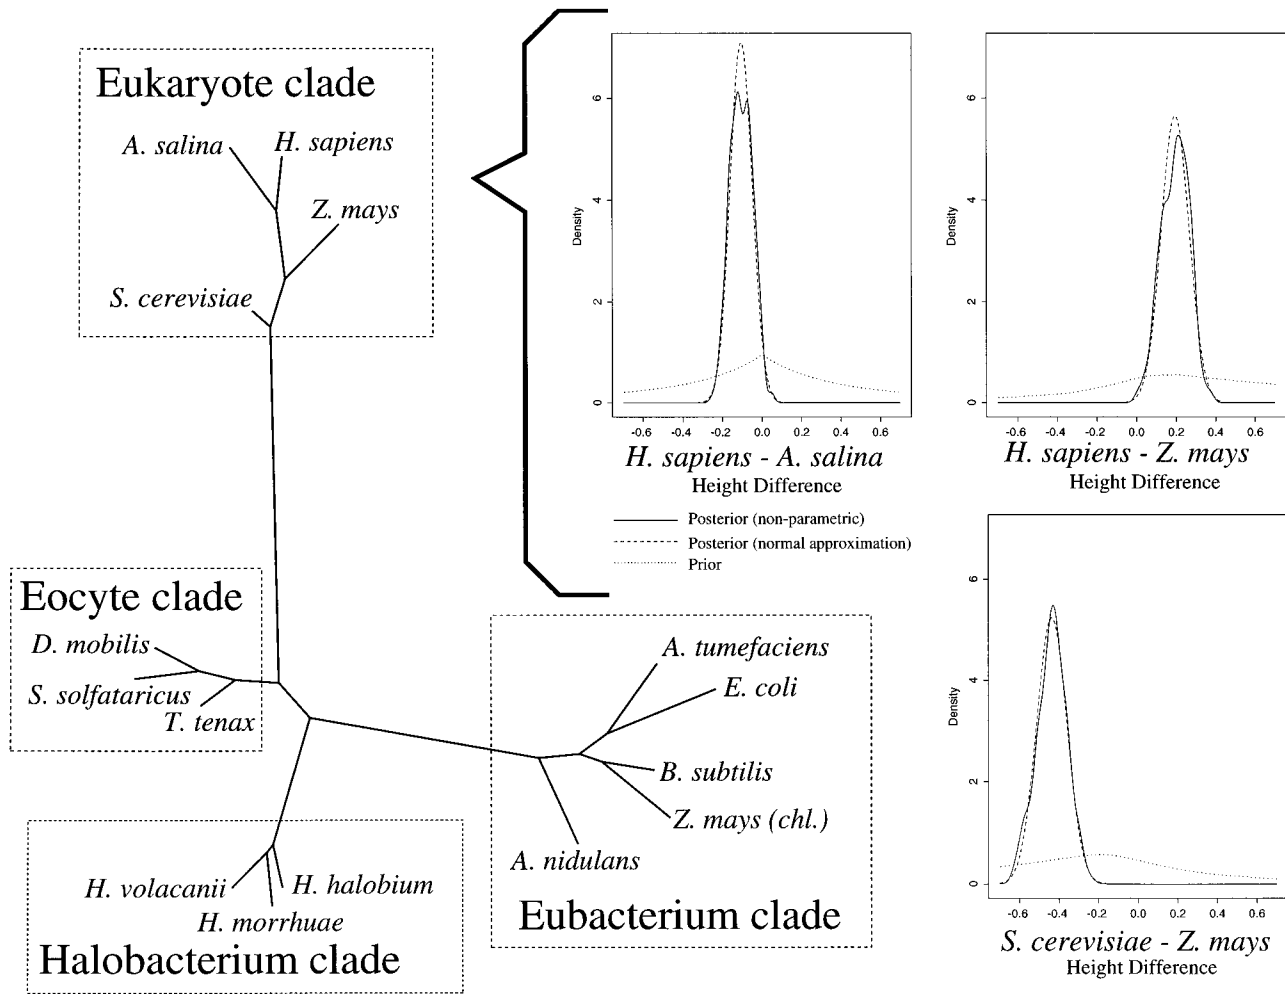 Eukaryote clade
A. salina
H. sapiens
Z. mays
S. cerevisiae
Eocyte clade
D. mobilis
S. solfataricus
T. tenax
H. volacanii
H. halobium
H. morrhuae
Halobacterium clade
A. tumefaciens
E. coli
B. subtilis
Z. mays (chl.)
A. nidulans
Eubacterium clade
Density
0 2 4 6
-0.6 -0.4 -0.2 0.0 0.2 0.4 0.6
H. sapiens - A. salina
Height Difference
Posterior (non-parametric)
Posterior (normal approximation)
Prior
Density
0 2 4 6
-0.6 -0.4 -0.2 0.0 0.2 0.4 0.6
H. sapiens - Z. mays
Height Difference
Density
0 2 4 6
-0.6 -0.4 -0.2 0.0 0.2 0.4 0.6
S. cerevisiae - Z. mays
Height Difference